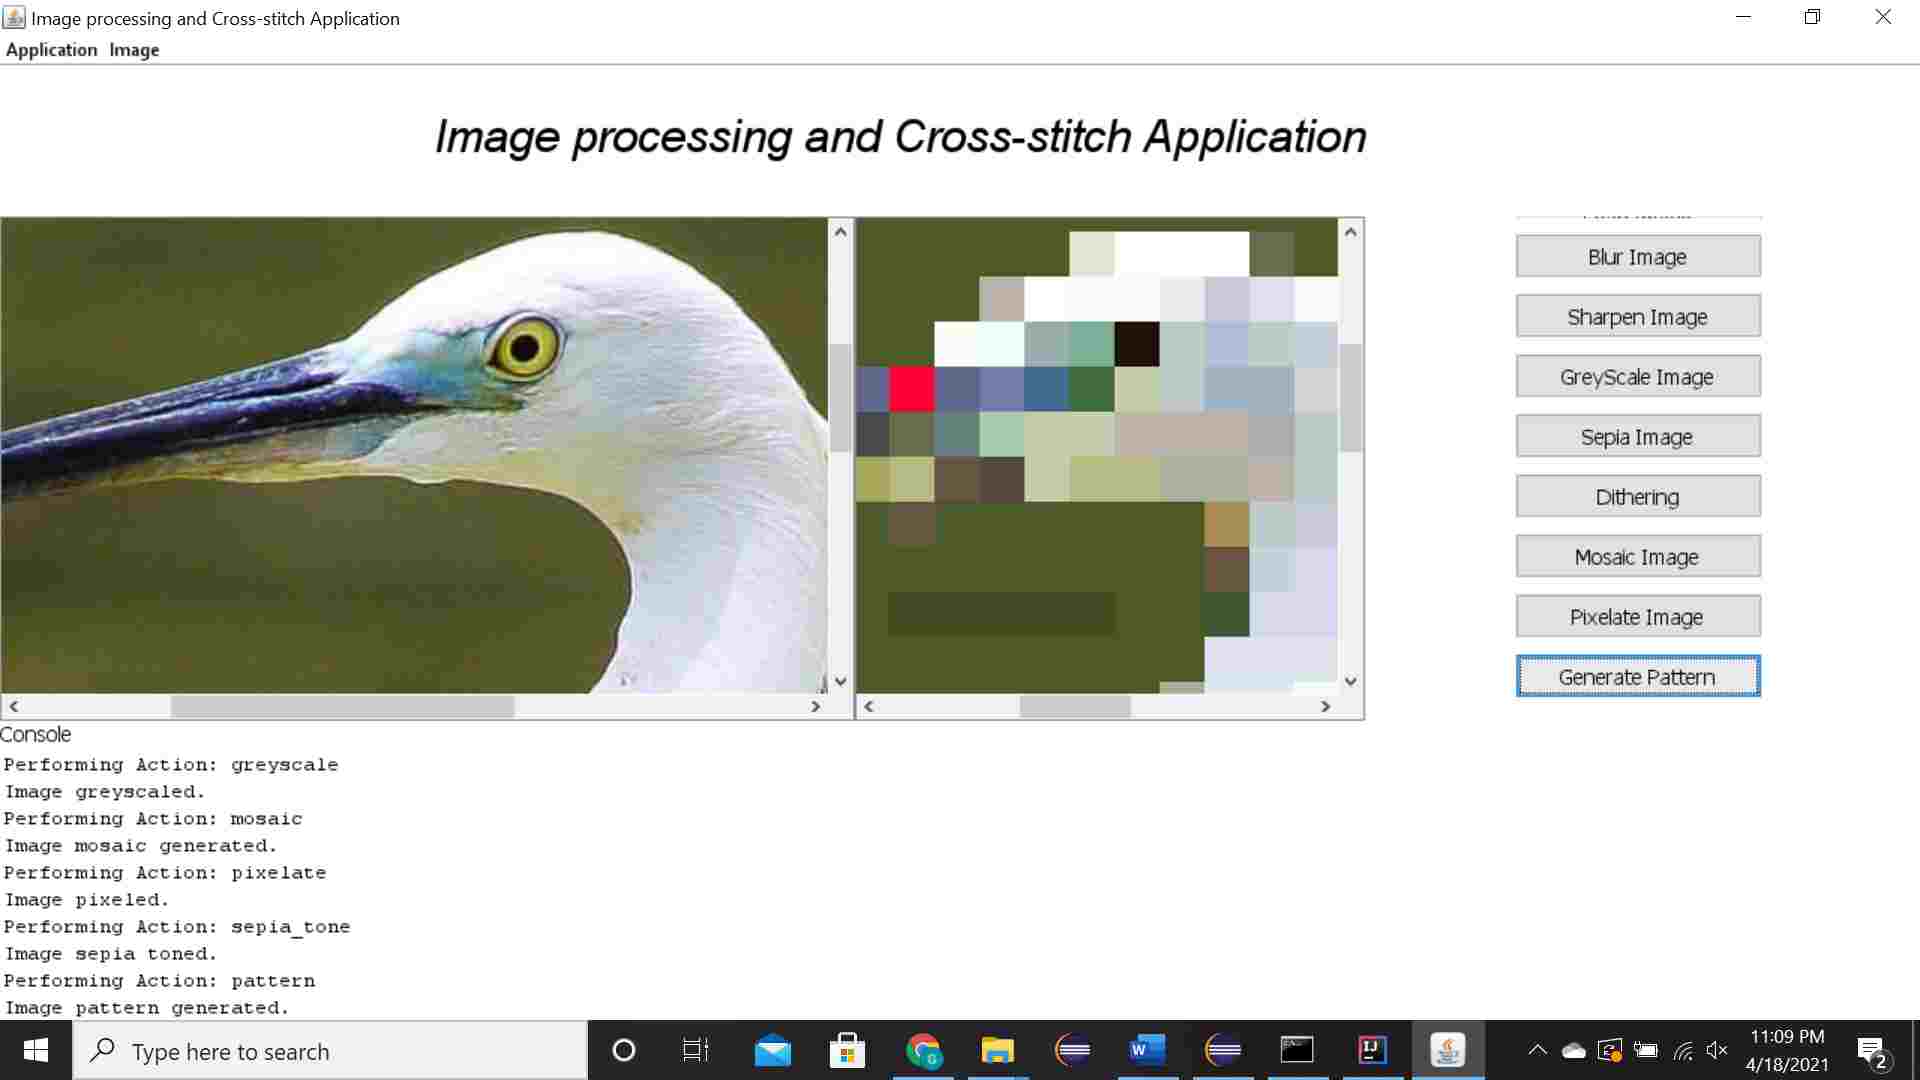 Image processing and Cross-stitch Application
Application Image
Image processing and Cross-stitch Application
Blur Image
Sharpen Image
GreyScale Image
Sepia Image
Dithering
Mosaic Image
Pixelate Image
Generate Pattern
Console
Performing Action: greyscale
Image greyscaled.
Performing Action: mosaic
Image mosaic generated.
Performing Action: pixelate
Image pixeled.
Performing Action: sepia_tone
Image sepia toned.
Performing Action: pattern
Image pattern generated.
Type here to search
G
W
IJ
11:09 PM
4/18/2021
2